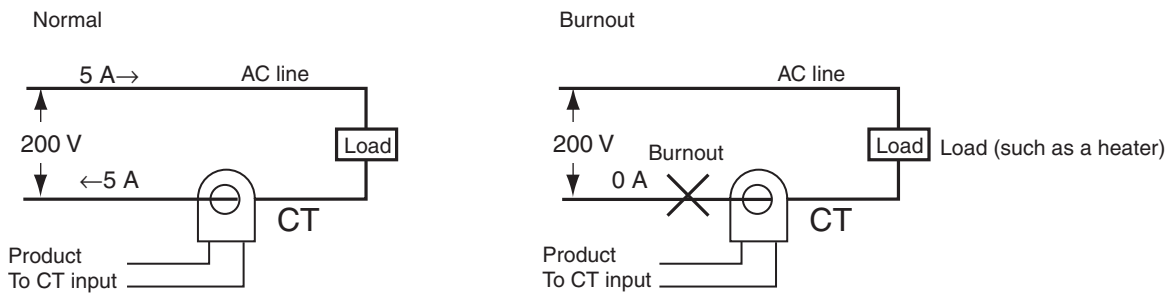 Normal
5 A→
AC line
200 V
Load
←5 A
CT
Product
To CT input
Burnout
AC line
200 V
Burnout
Load
Load (such as a heater)
0 A
CT
Product
To CT input